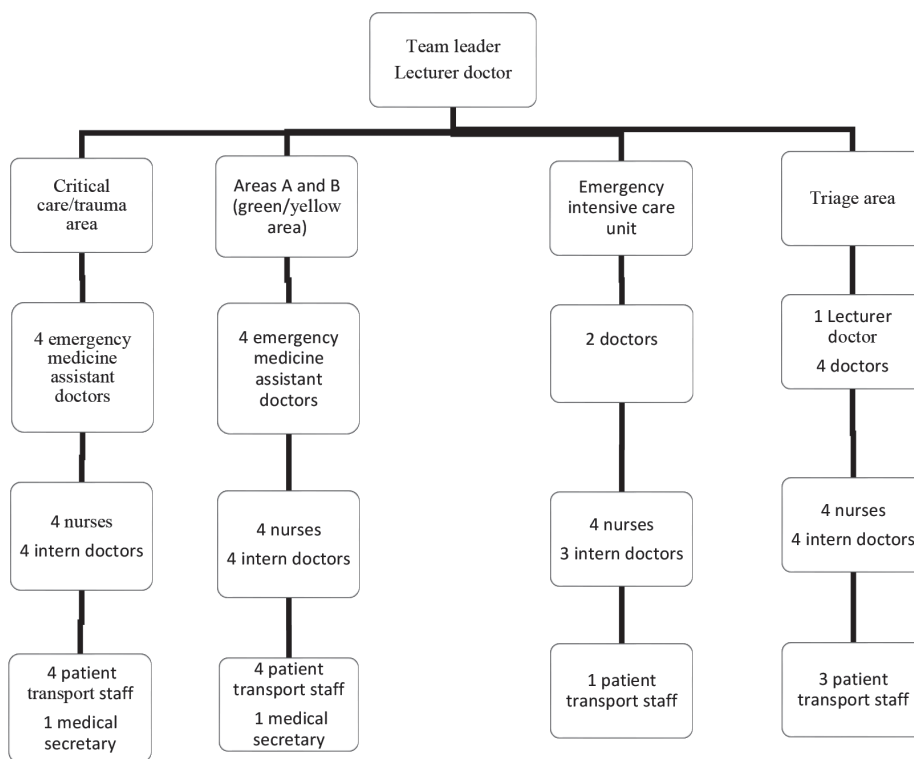 Team leader
Lecturer doctor
Critical
care/trauma
area
Areas A and B
(green/yellow
area)
Emergency
intensive care
unit
Triage area
4 emergency
medicine
assistant
doctors
4 emergency
medicine
assistant
doctors
2 doctors
1 Lecturer
doctor
4 doctors
4 nurses
4 intern doctors
4 nurses
4 intern doctors
4 nurses
3 intern doctors
4 nurses
4 intern doctors
4 patient
transport staff
1 medical
secretary
4 patient
transport staff
1 medical
secretary
1 patient
transport staff
3 patient
transport staff